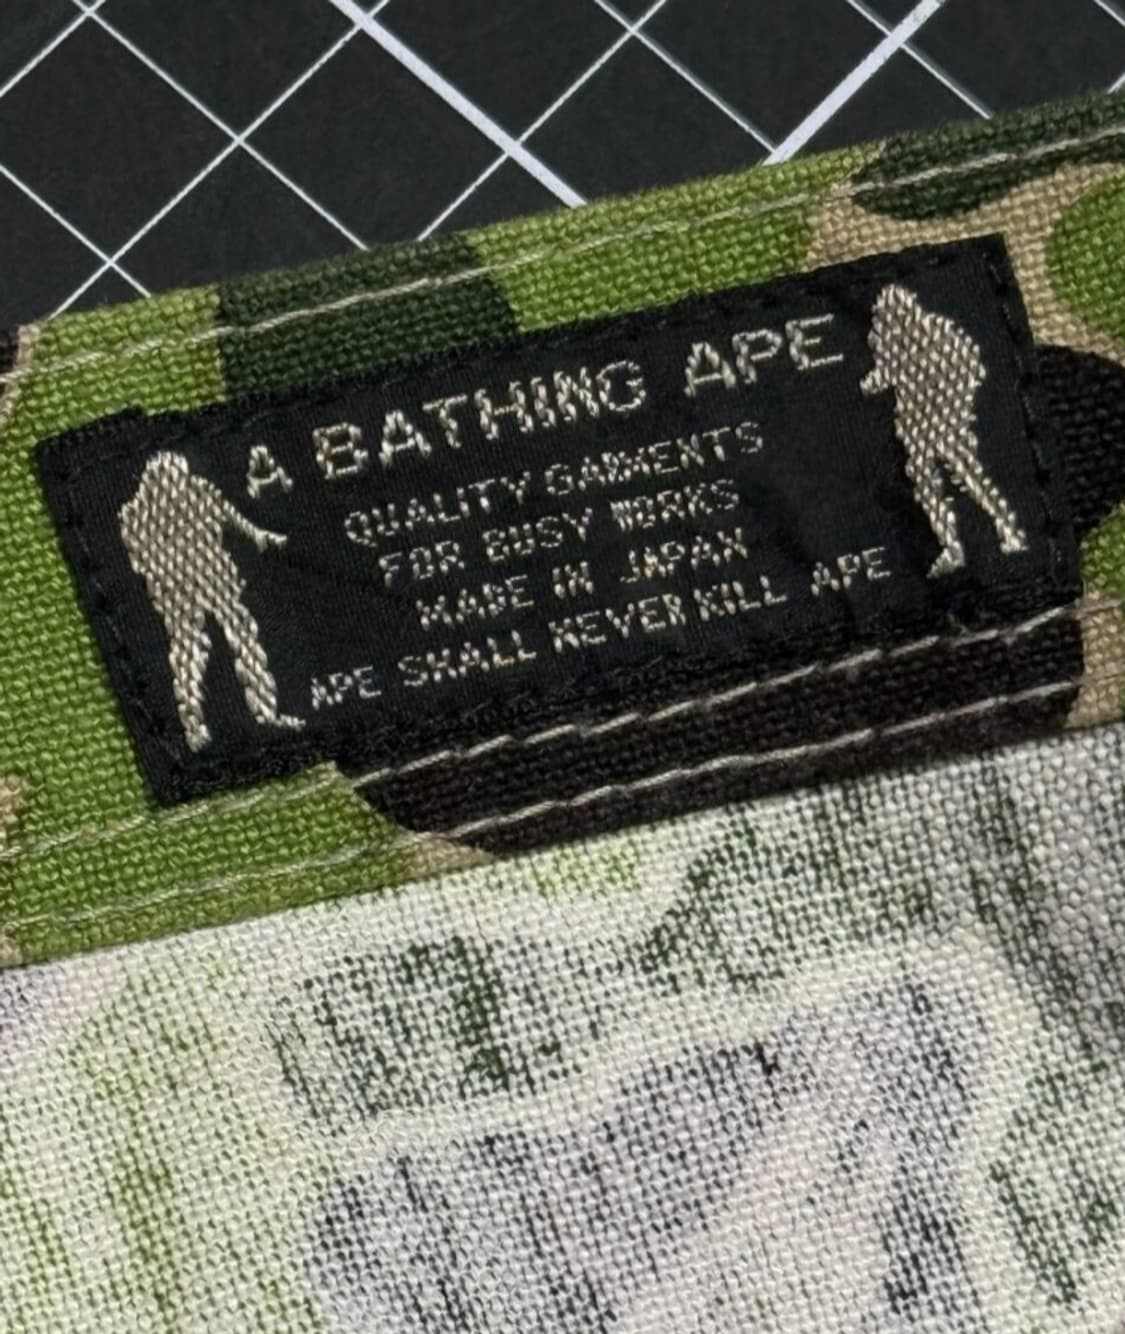 A BATHING APE
QUALITY GARMENTS
FOR BUSY WORKS
MADE IN JAPAN
APE SHALL NEVER KILL APE